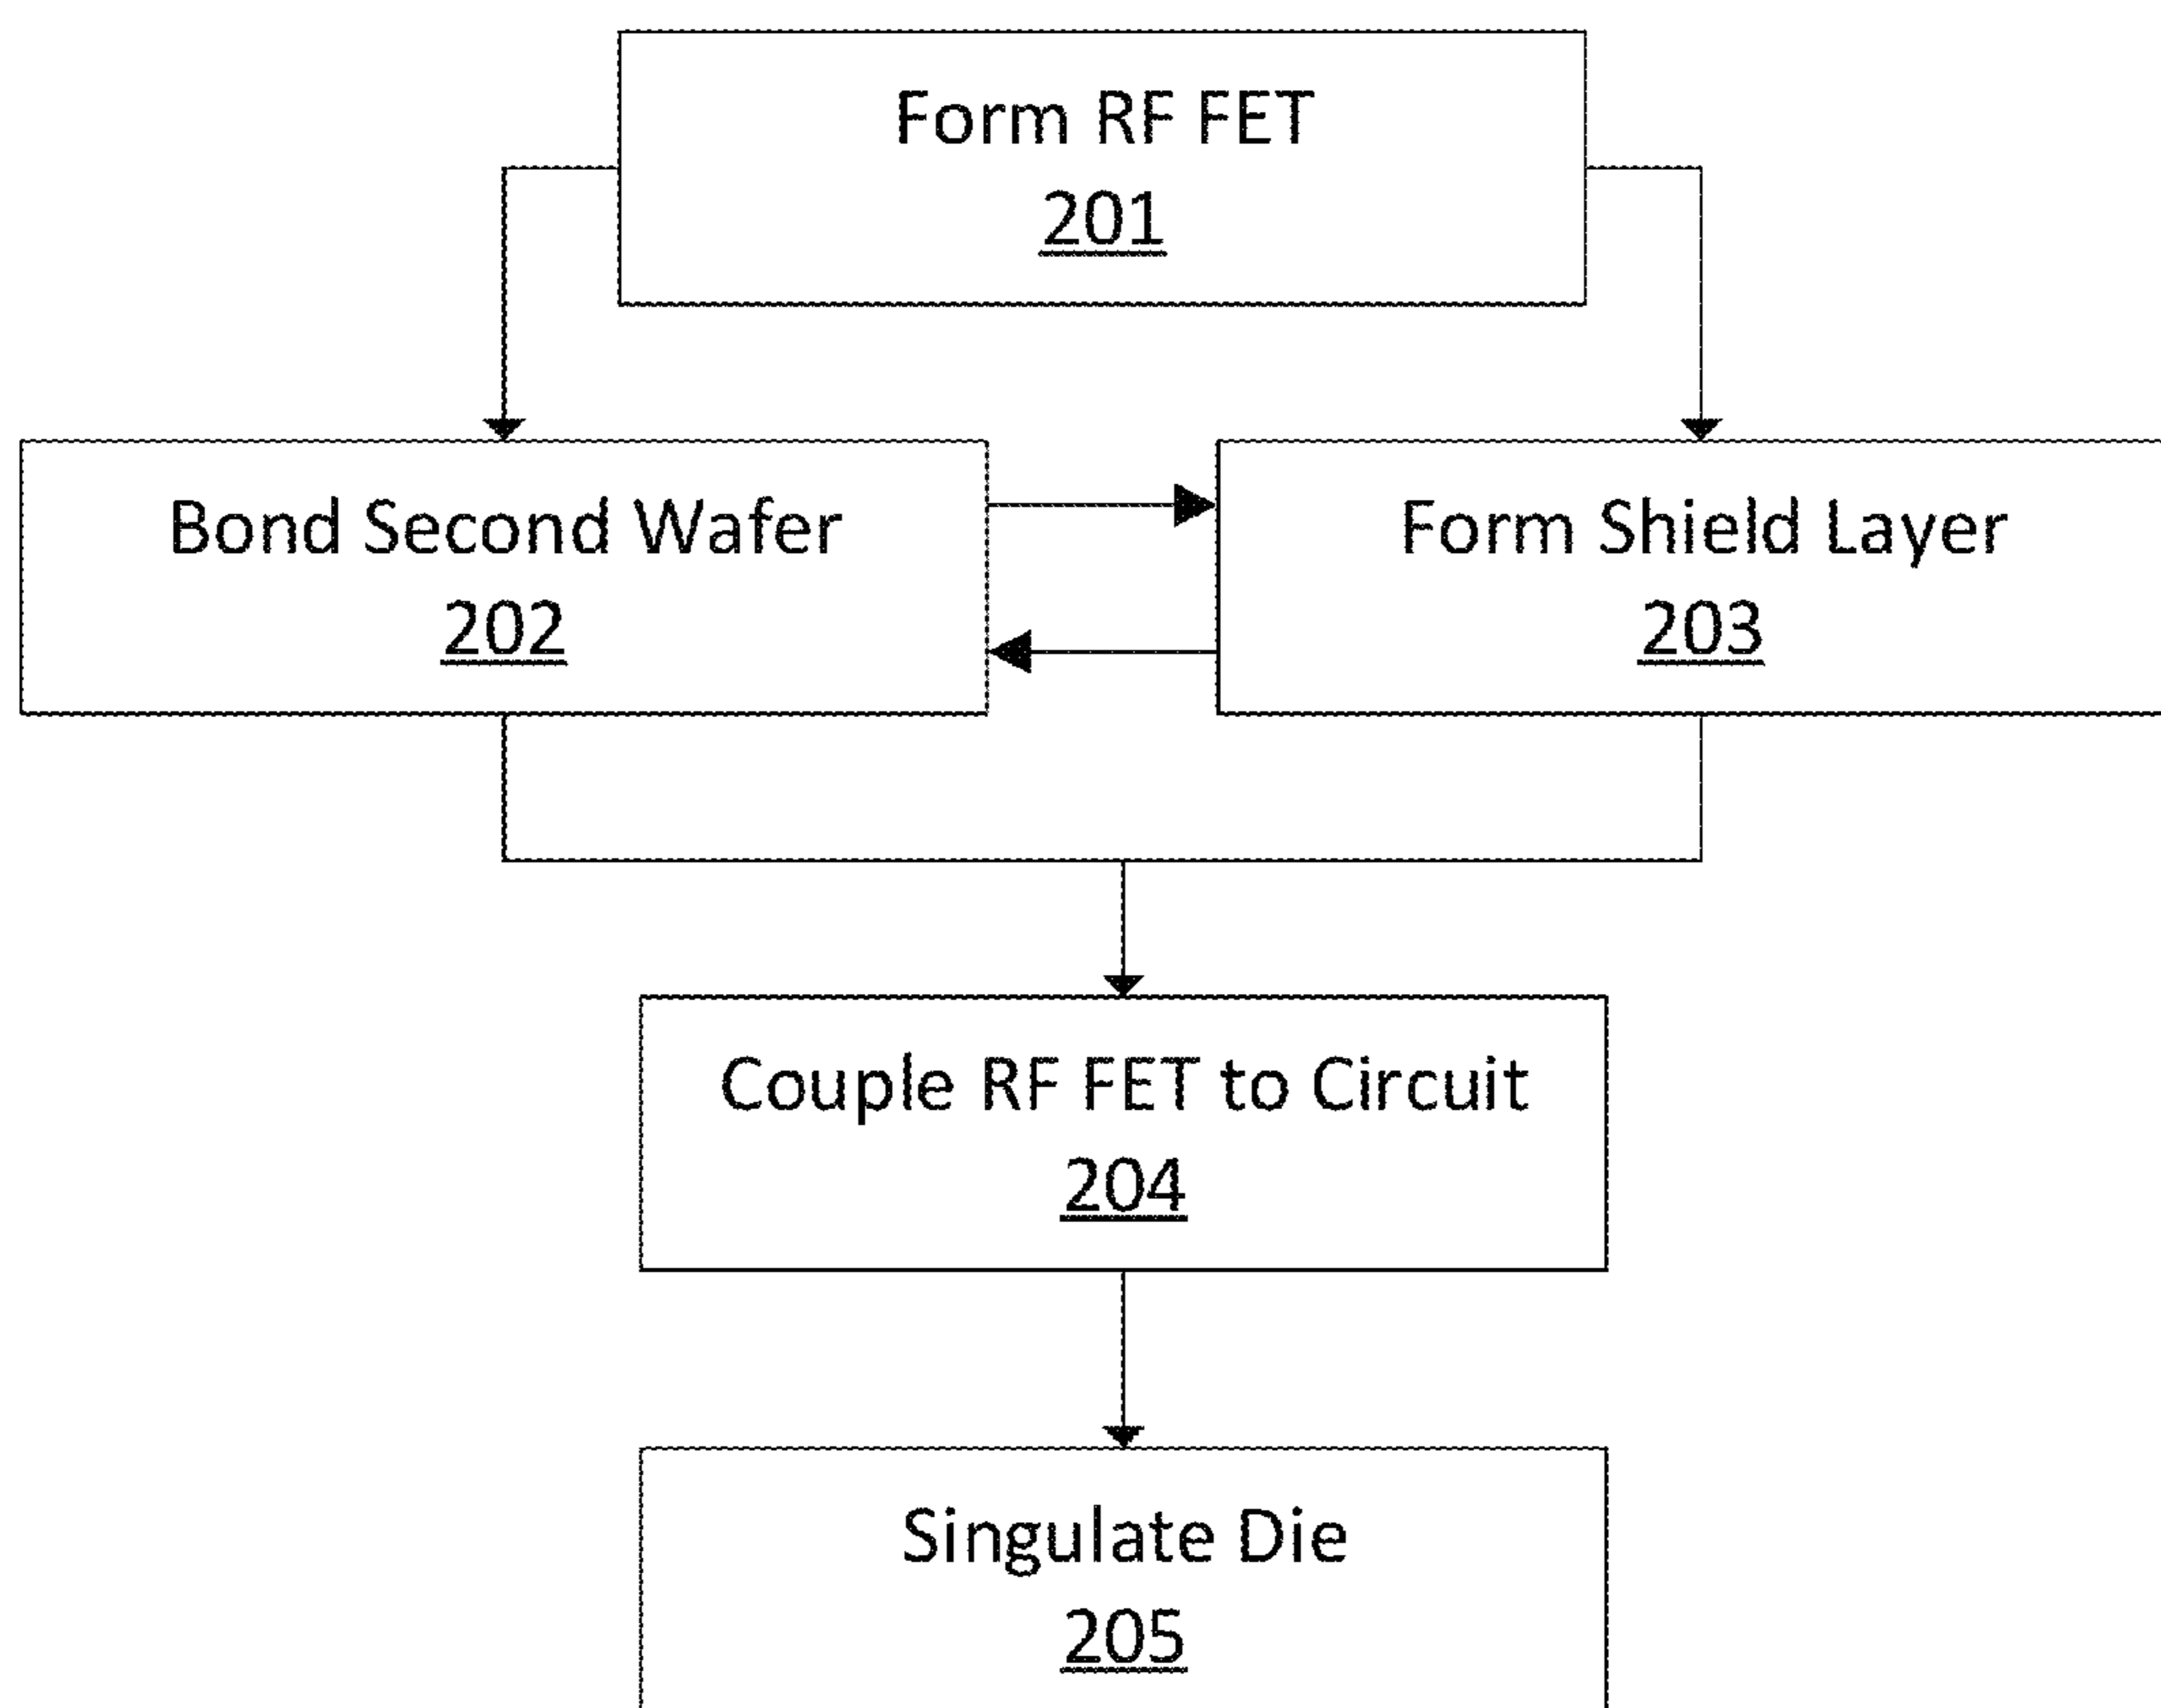 Form RF FET
201
Bond Second Wafer
202
Form Shield Layer
203
Couple RF FET to Circuit
204
Singulate Die
205